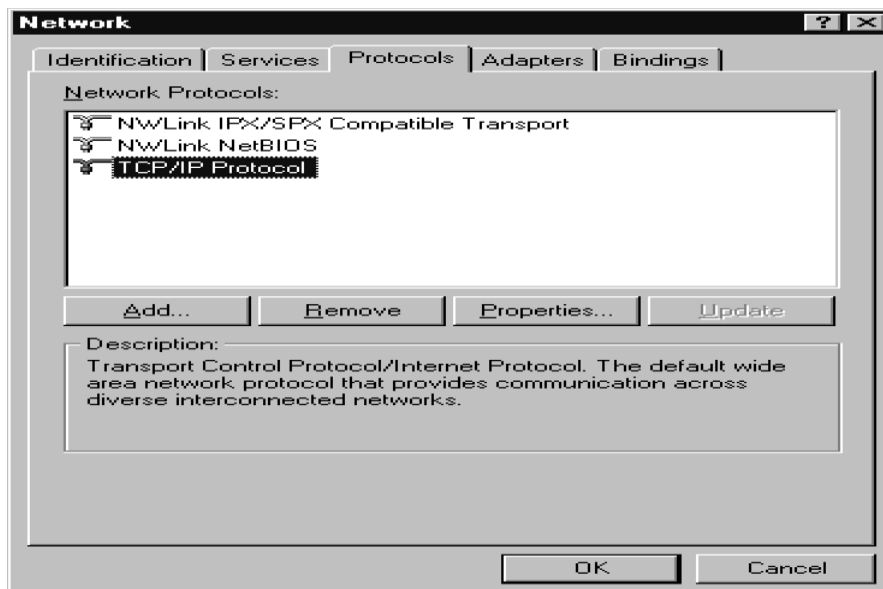 Network
Identification Services Protocols Adapters Bindings
Network Protocols:
NWLink IPX/SPX Compatible Transport
NWLink NetBIOS
TCP/IP Protocol
Add... Remove Properties... Update
Description:
Transport Control Protocol/Internet Protocol. The default wide
area network protocol that provides communication across
diverse interconnected networks.
OK Cancel